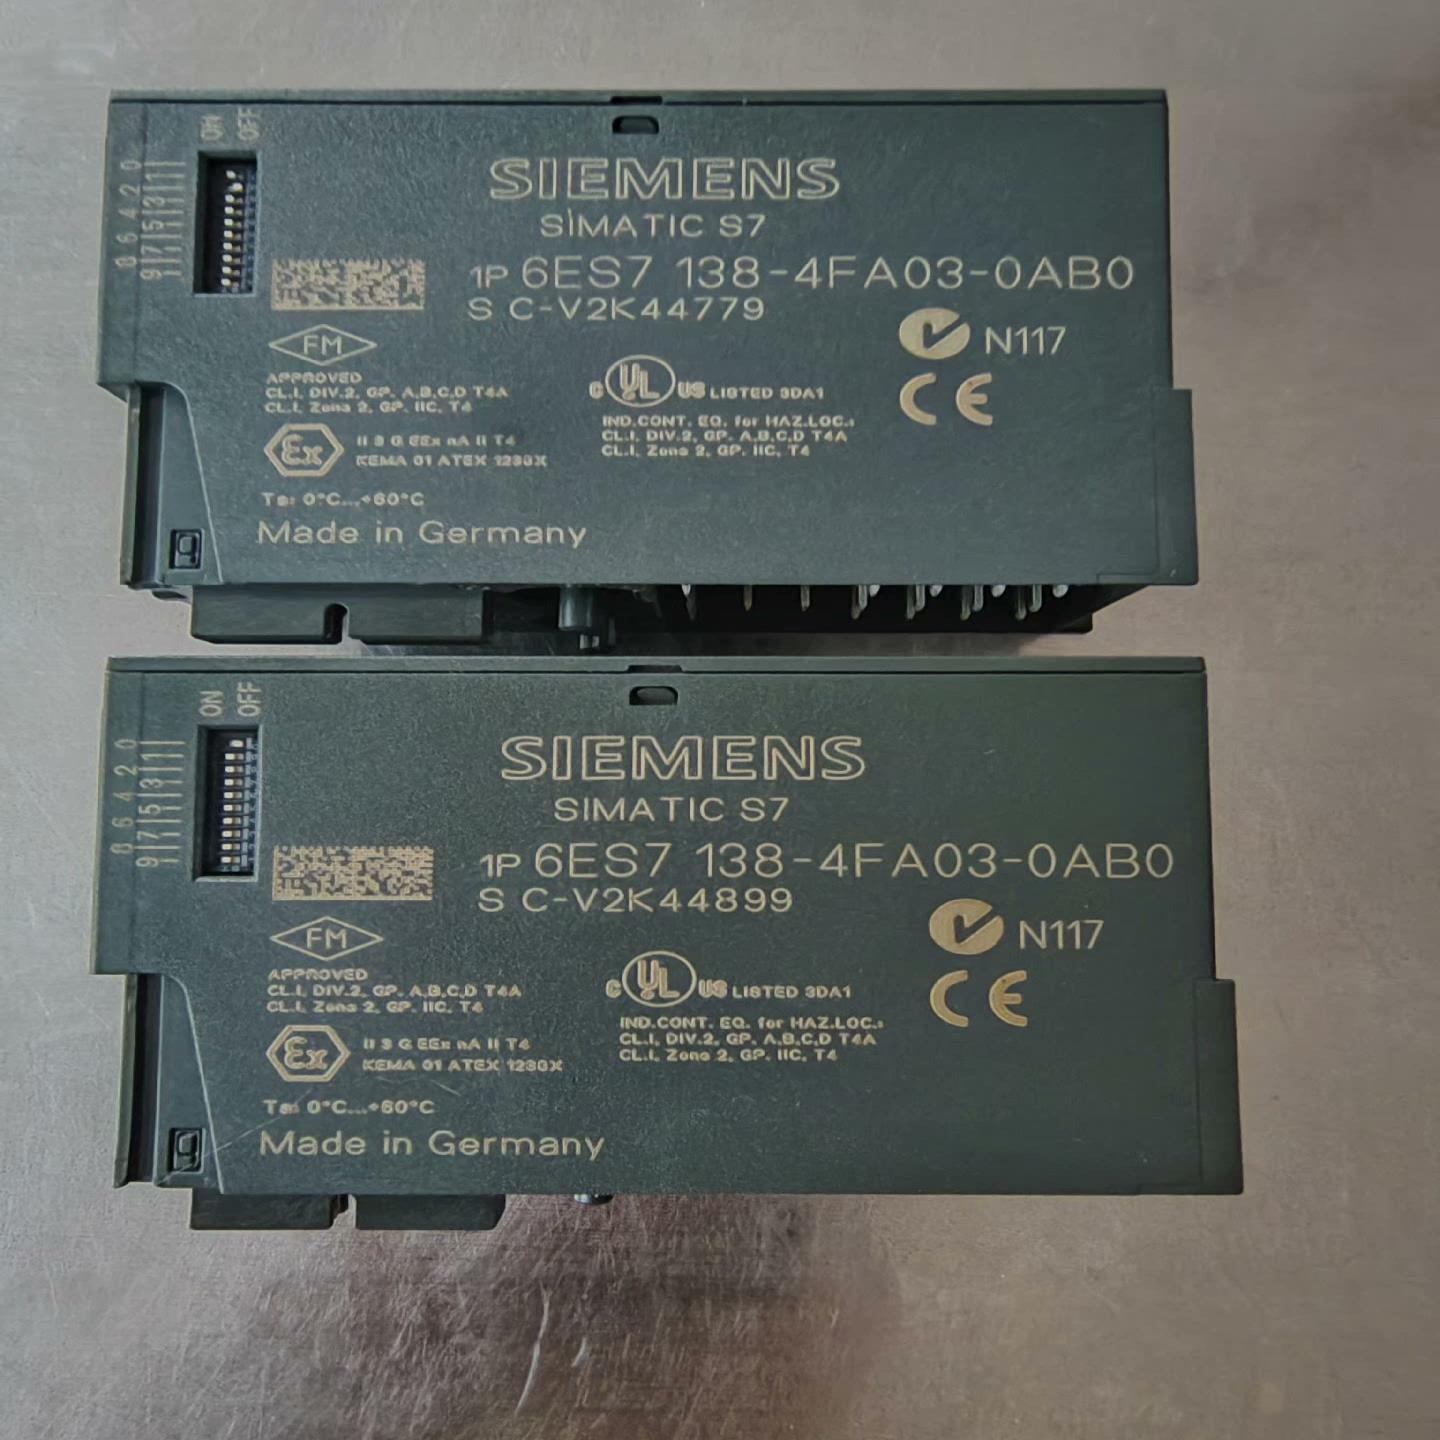 ON OFF
0 2 4 6 8
1 3 5 7 9
SIEMENS
SIMATIC S7
1P 6ES7 138-4FA03-0AB0
S C-V2K44779
N117
FM
APPROVED
CL.I, DIV.2, GP. A,B,C,D T4A
CL.I, Zone 2, GP. IIC, T4
C UL US LISTED 3DA1
IND.CONT. EQ. for HAZ.LOC.:
CL.I, DIV.2, GP. A,B,C,D T4A
CL.I, Zone 2, GP. IIC, T4
CE
Ex II 3 G EEx nA II T4
KEMA 01 ATEX 1238X
Ta: 0°C...+60°C
Made in Germany
ON OFF
0 2 4 6 8
1 3 5 7 9
SIEMENS
SIMATIC S7
1P 6ES7 138-4FA03-0AB0
S C-V2K44899
N117
FM
APPROVED
CL.I, DIV.2, GP. A,B,C,D T4A
CL.I, Zone 2, GP. IIC, T4
C UL US LISTED 3DA1
IND.CONT. EQ. for HAZ.LOC.:
CL.I, DIV.2, GP. A,B,C,D T4A
CL.I, Zone 2, GP. IIC, T4
CE
Ex II 3 G EEx nA II T4
KEMA 01 ATEX 1238X
Ta: 0°C...+60°C
Made in Germany